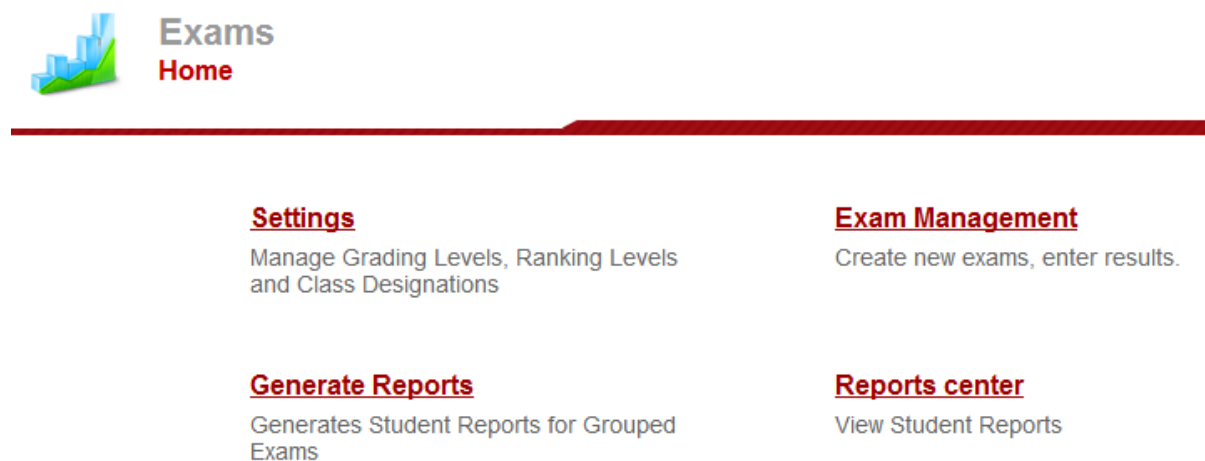 Exams
Home
Settings
Manage Grading Levels, Ranking Levels
and Class Designations
Exam Management
Create new exams, enter results.
Generate Reports
Generates Student Reports for Grouped
Exams
Reports center
View Student Reports